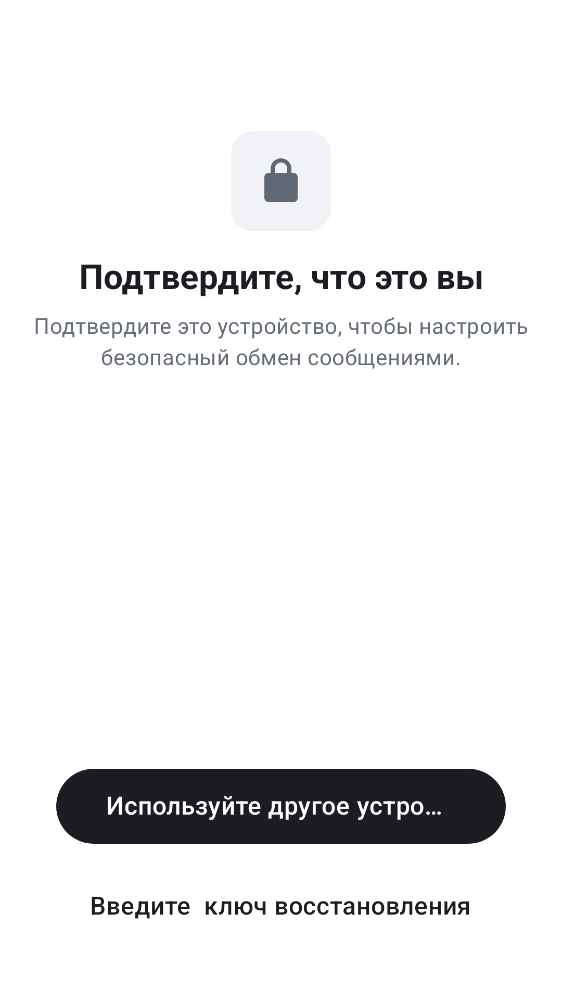 Подтвердите, что это вы
Подтвердите это устройство, чтобы настроить
безопасный обмен сообщениями.
Используйте другое устро…
Введите ключ восстановления